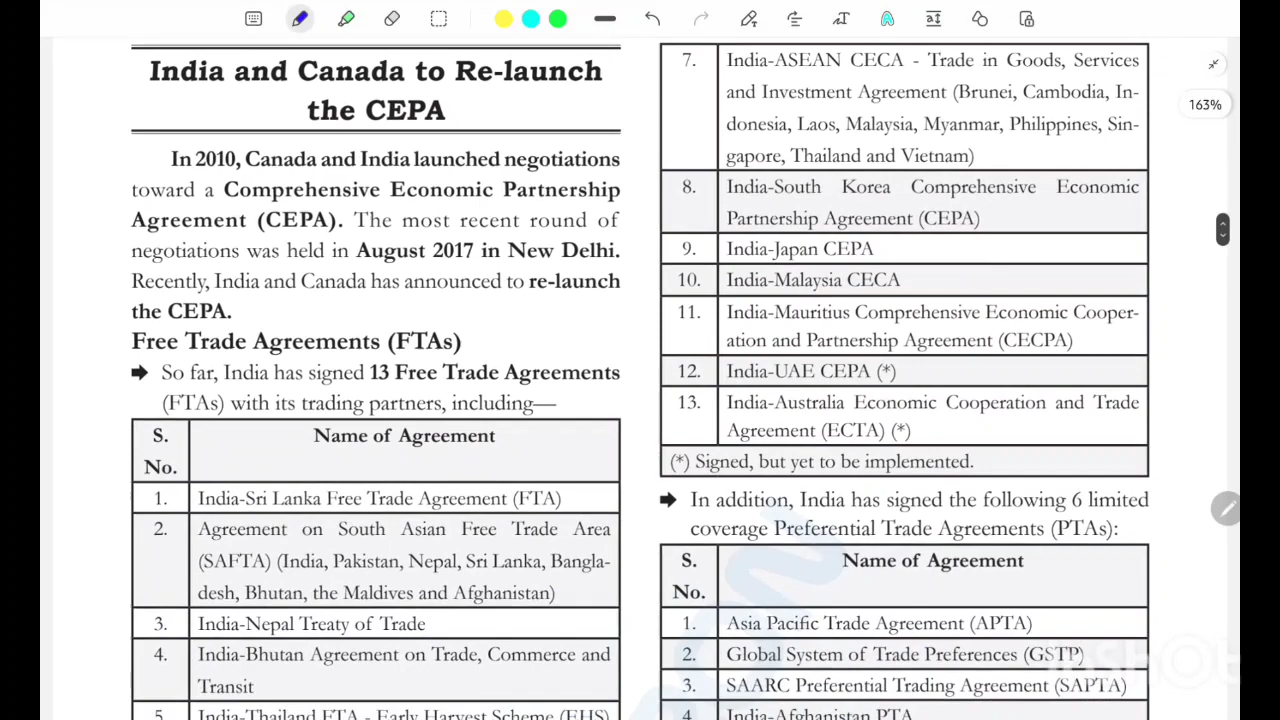 163%
India and Canada to Re-launch
the CEPA
In 2010, Canada and India launched negotiations
toward a Comprehensive Economic Partnership
Agreement (CEPA). The most recent round of
negotiations was held in August 2017 in New Delhi.
Recently, India and Canada has announced to re-launch
the CEPA.
Free Trade Agreements (FTAs)
So far, India has signed 13 Free Trade Agreements
(FTAs) with its trading partners, including—
S. No. Name of Agreement
1. India-Sri Lanka Free Trade Agreement (FTA)
2. Agreement on South Asian Free Trade Area
(SAFTA) (India, Pakistan, Nepal, Sri Lanka, Bangla-
desh, Bhutan, the Maldives and Afghanistan)
3. India-Nepal Treaty of Trade
4. India-Bhutan Agreement on Trade, Commerce and
Transit
5. India-Thailand FTA - Early Harvest Scheme (EHS)
7. India-ASEAN CECA - Trade in Goods, Services
and Investment Agreement (Brunei, Cambodia, In-
donesia, Laos, Malaysia, Myanmar, Philippines, Sin-
gapore, Thailand and Vietnam)
8. India-South Korea Comprehensive Economic
Partnership Agreement (CEPA)
9. India-Japan CEPA
10. India-Malaysia CECA
11. India-Mauritius Comprehensive Economic Cooper-
ation and Partnership Agreement (CECPA)
12. India-UAE CEPA (*)
13. India-Australia Economic Cooperation and Trade
Agreement (ECTA) (*)
(*) Signed, but yet to be implemented.
In addition, India has signed the following 6 limited
coverage Preferential Trade Agreements (PTAs):
S. No. Name of Agreement
1. Asia Pacific Trade Agreement (APTA)
2. Global System of Trade Preferences (GSTP)
3. SAARC Preferential Trading Agreement (SAPTA)
4. India-Afghanistan PTA
InShOt